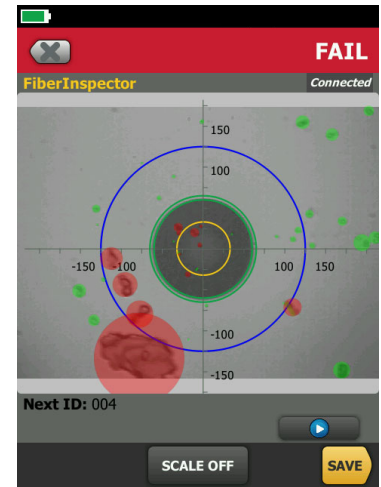 FAIL
FiberInspector
Connected
150
100
-150
-100
100
150
-100
-150
Next ID: 004
SCALE OFF
SAVE